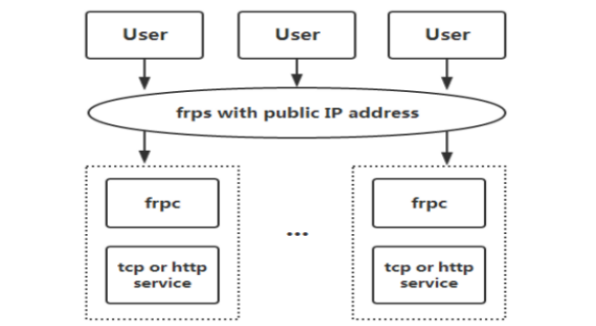 User User User
frps with public IP address
frpc frpc
...
tcp or http tcp or http
service service